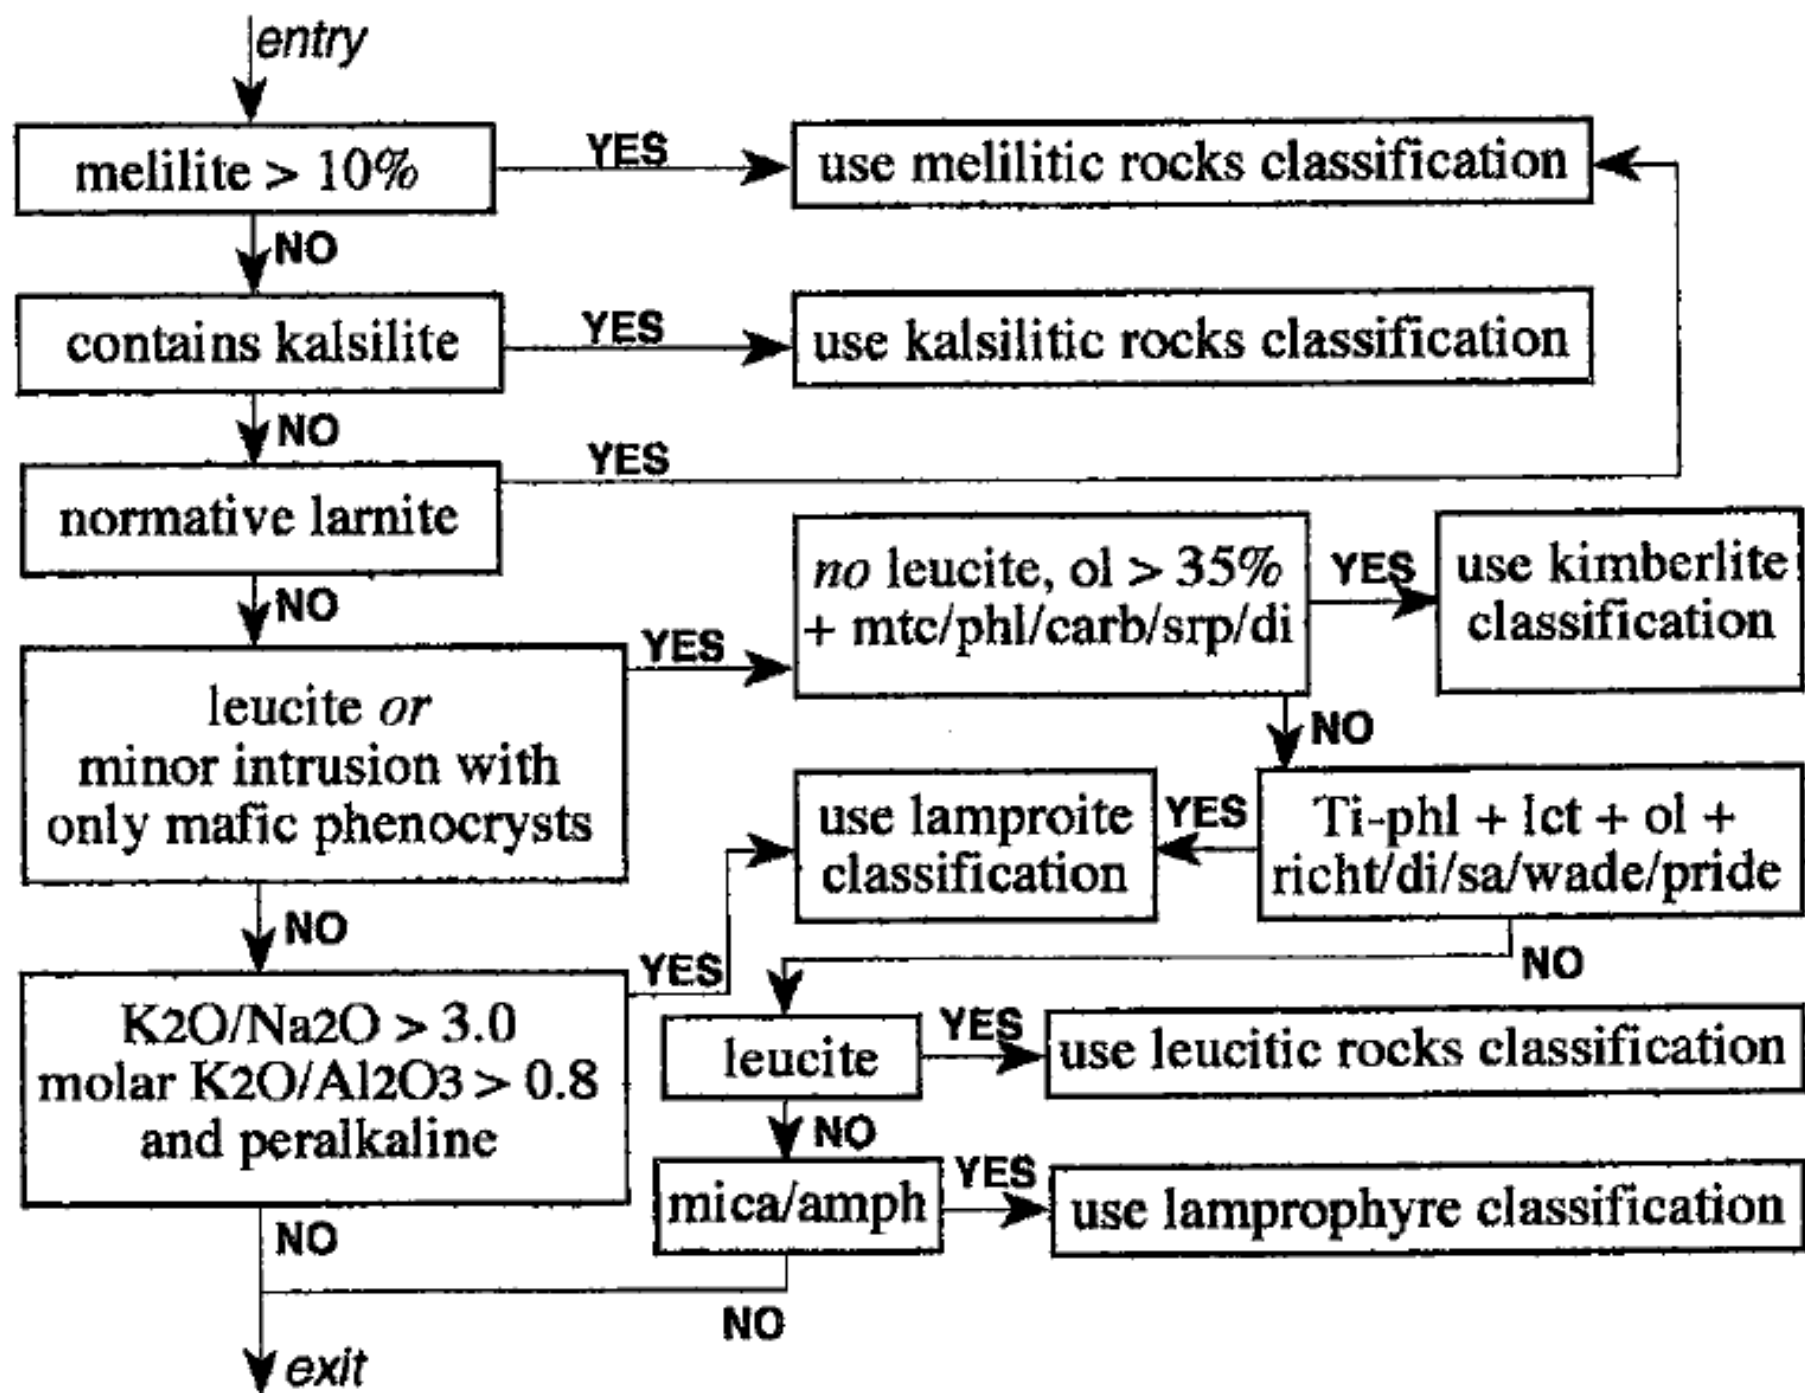 entry
melilite > 10%
YES
use melilitic rocks classification
NO
contains kalsilite
YES
use kalsilitic rocks classification
NO
normative larnite
YES
NO
no leucite, ol > 35%
+ mtc/phl/carb/srp/di
YES
use kimberlite
classification
leucite or
minor intrusion with
only mafic phenocrysts
YES
NO
Ti-phl + lct + ol +
richt/di/sa/wade/pride
YES
use lamproite
classification
NO
K2O/Na2O > 3.0
molar K2O/Al2O3 > 0.8
and peralkaline
YES
NO
leucite
YES
use leucitic rocks classification
NO
mica/amph
YES
use lamprophyre classification
NO
NO
exit